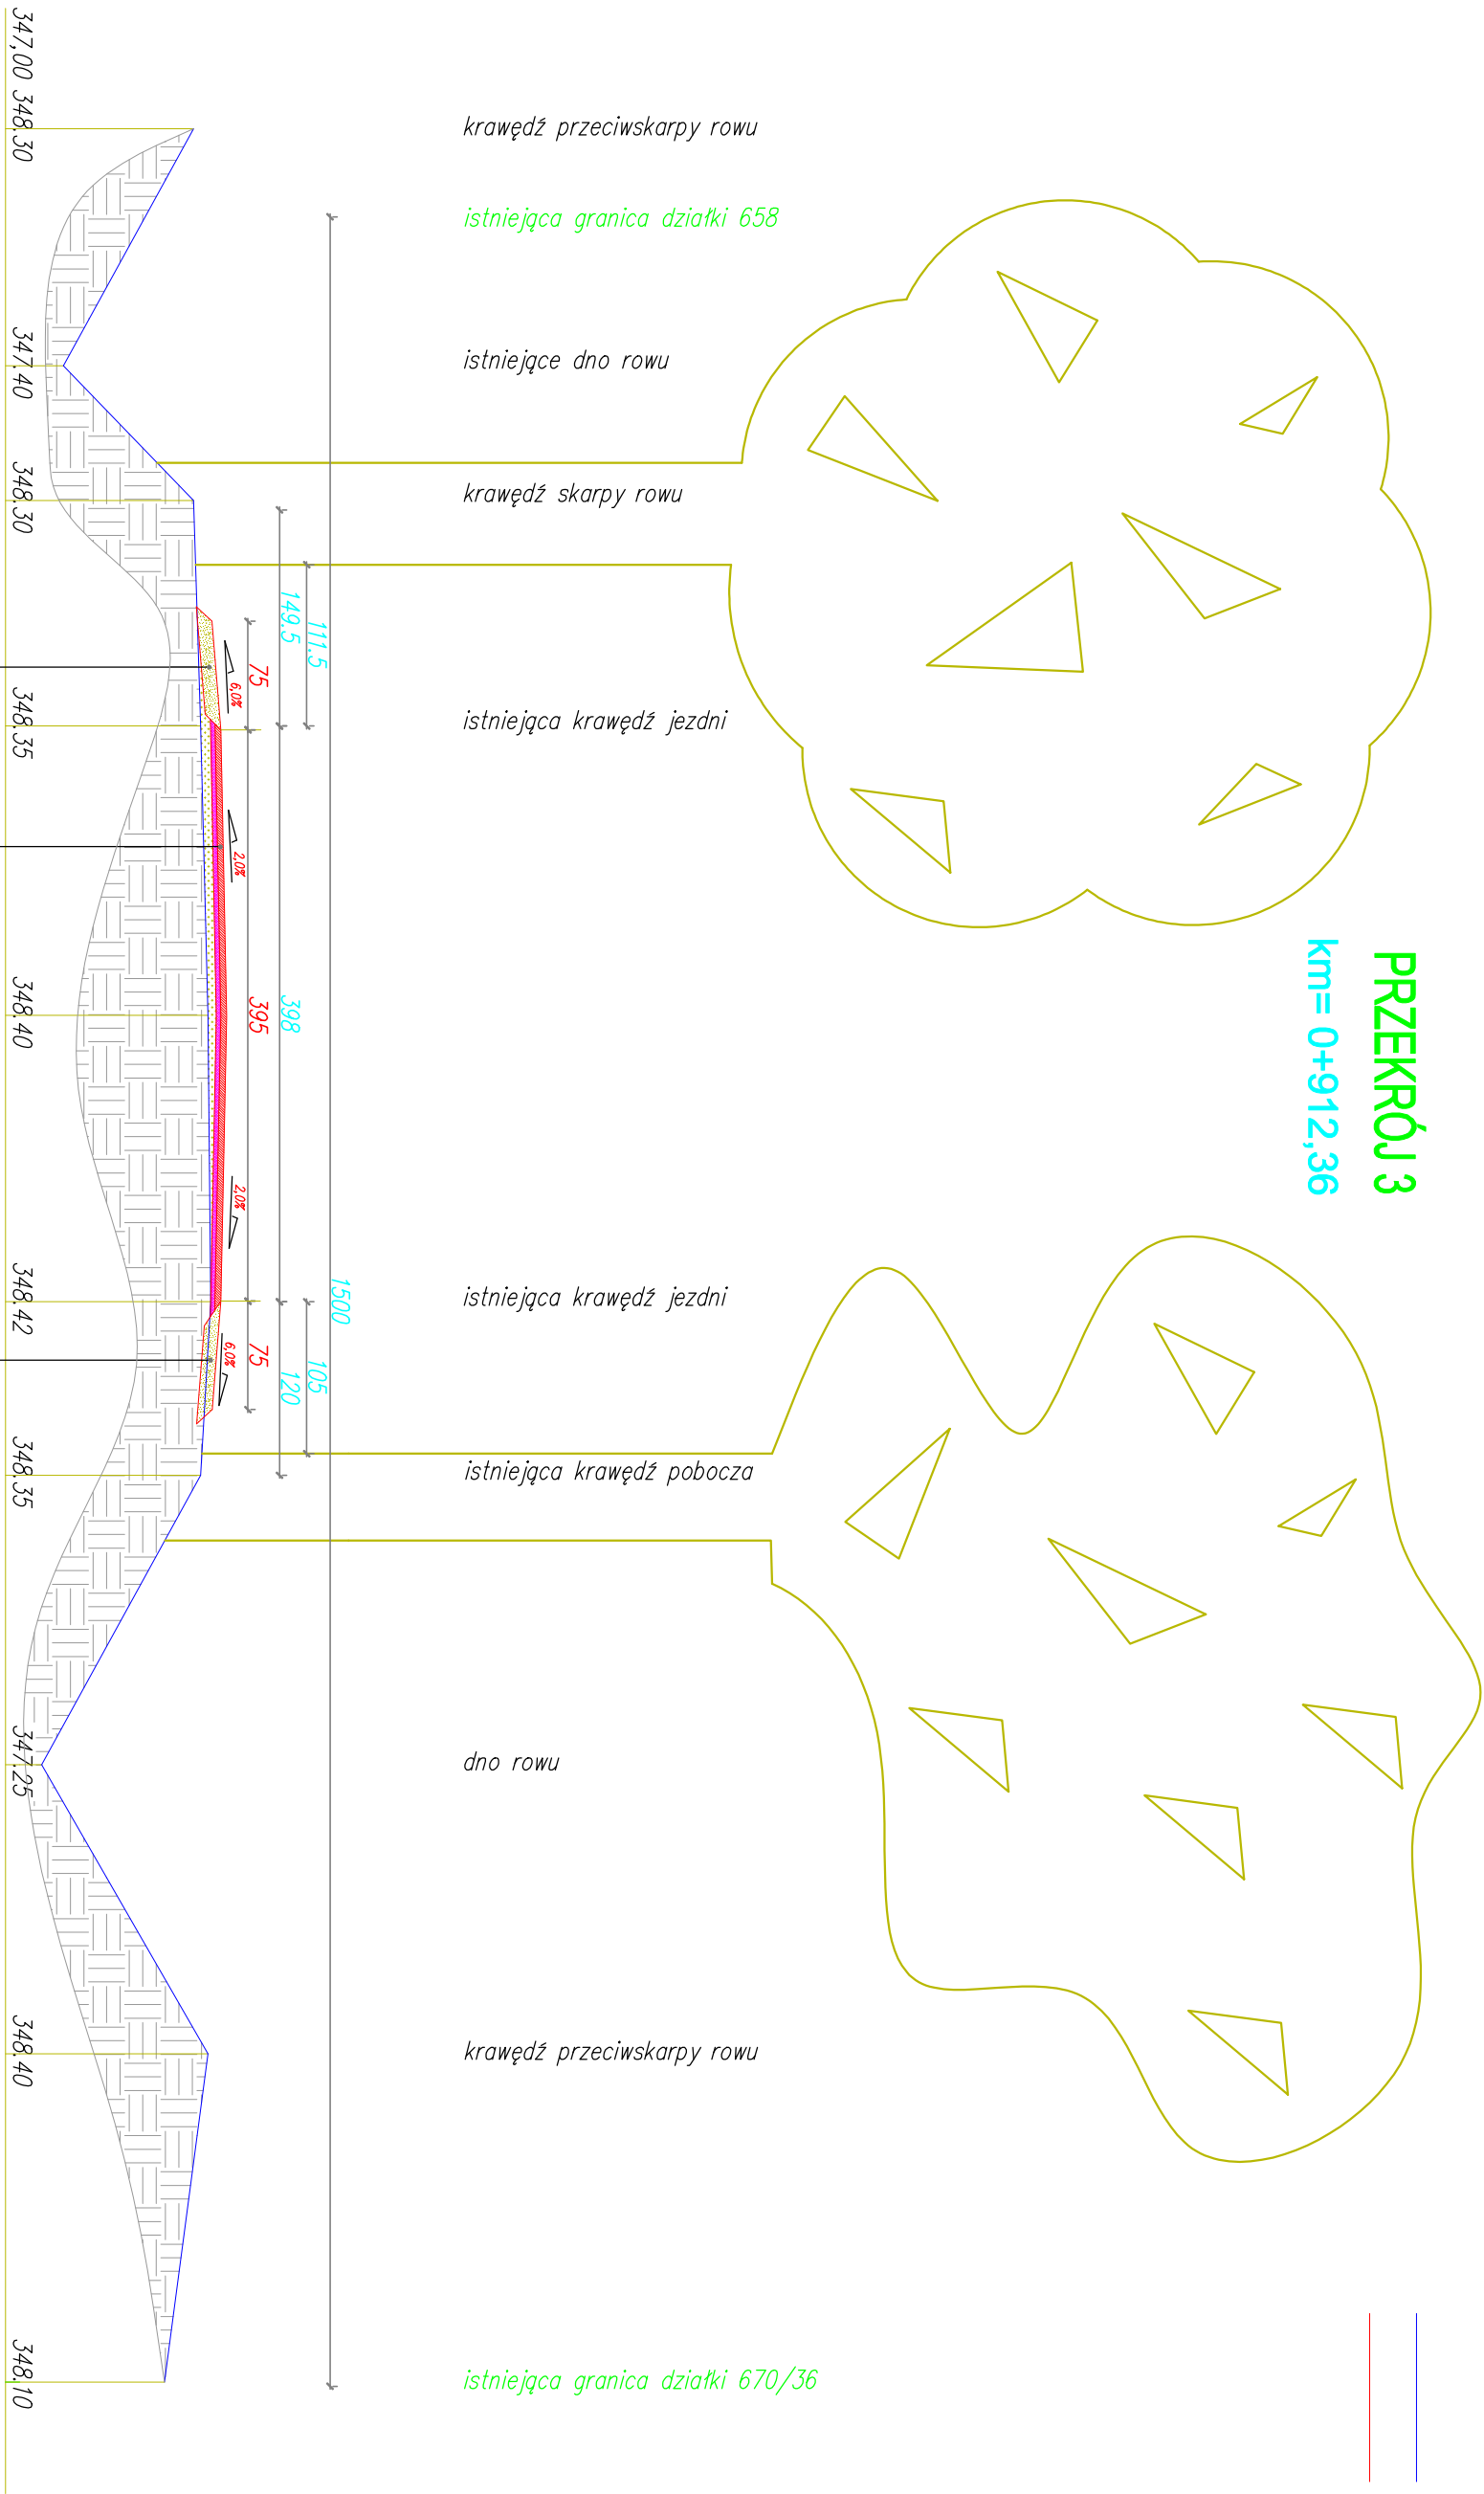 PRZEKRÓJ 3
km= 0+912,36
krawędź przeciwskarpy rowu
istniejąca granica działki 658
istniejące dno rowu
krawędź skarpy rowu
istniejąca krawędź jezdni
istniejąca krawędź jezdni
istniejąca krawędź pobocza
dno rowu
krawędź przeciwskarpy rowu
istniejąca granica działki 670/36
1500
111.5
105
149.5
398
120
75
395
75
6,0%
2,0%
2,0%
6,0%
347,00
348.30
347.40
348.30
348.35
348.40
348.42
348.35
347.25
348.40
348.10